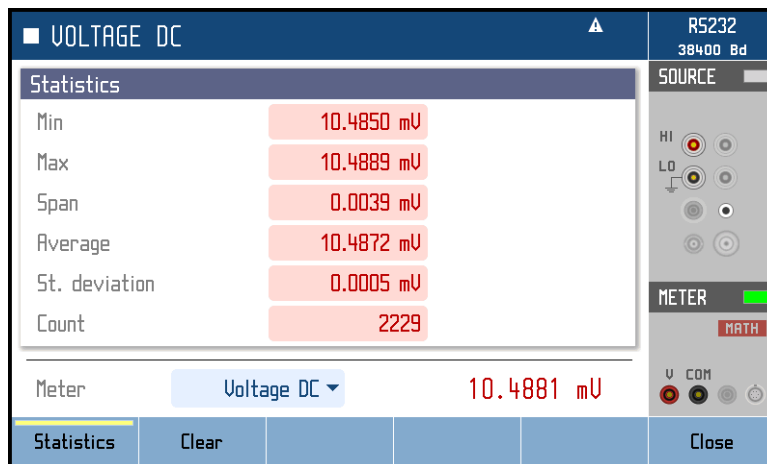 VOLTAGE DC
RS232
38400 Bd
Statistics
Min 10.4850 mV
Max 10.4889 mV
Span 0.0039 mV
Average 10.4872 mV
St. deviation 0.0005 mV
Count 2229
Meter Voltage DC 10.4881 mV
SOURCE
HI
LO
METER
MATH
V COM
Statistics Clear Close